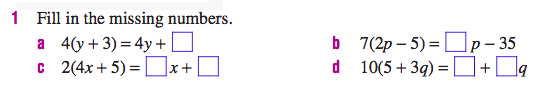 1 Fill in the missing numbers.
a 4(y + 3) = 4y + □
b 7(2p – 5) = □p – 35
c 2(4x + 5) = □x + □
d 10(5 + 3q) = □ + □q